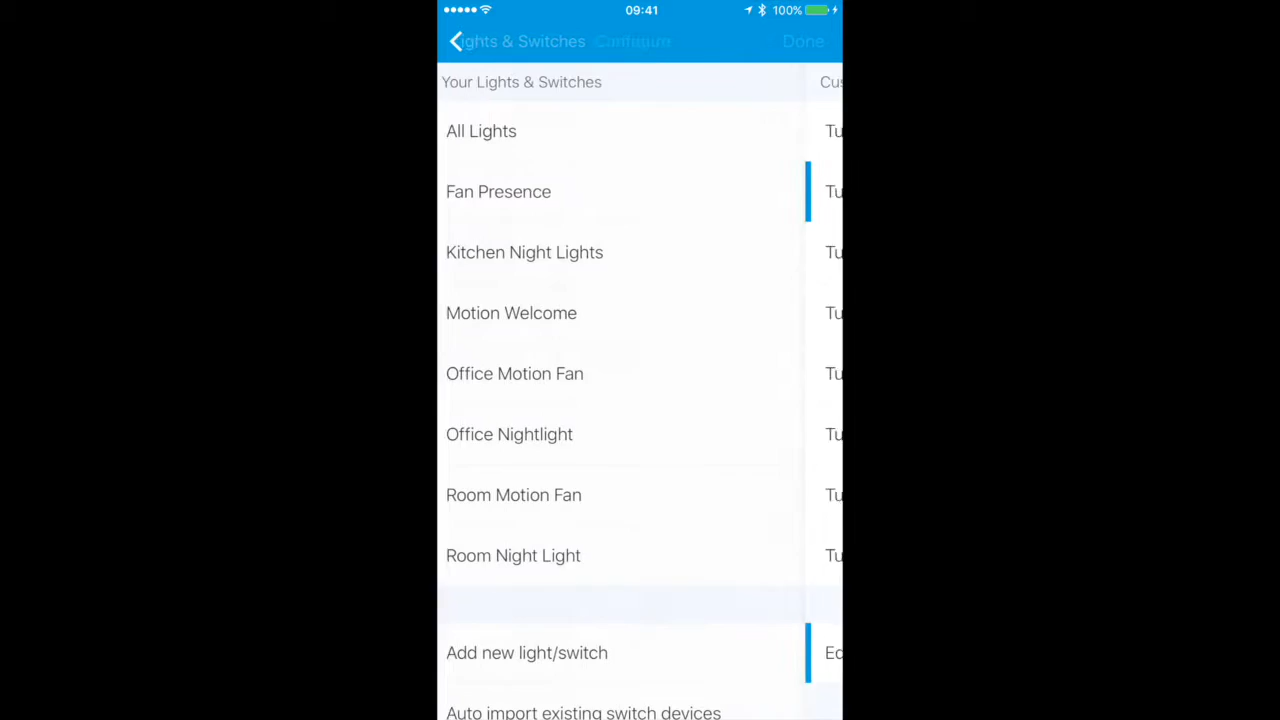 09:41 100%
ghts & Switches Configure Done
Your Lights & Switches Cus
All Lights Tu
Fan Presence Tu
Kitchen Night Lights Tu
Motion Welcome Tu
Office Motion Fan Tu
Office Nightlight Tu
Room Motion Fan Tu
Room Night Light Tu
Add new light/switch Ed
Auto import existing switch devices